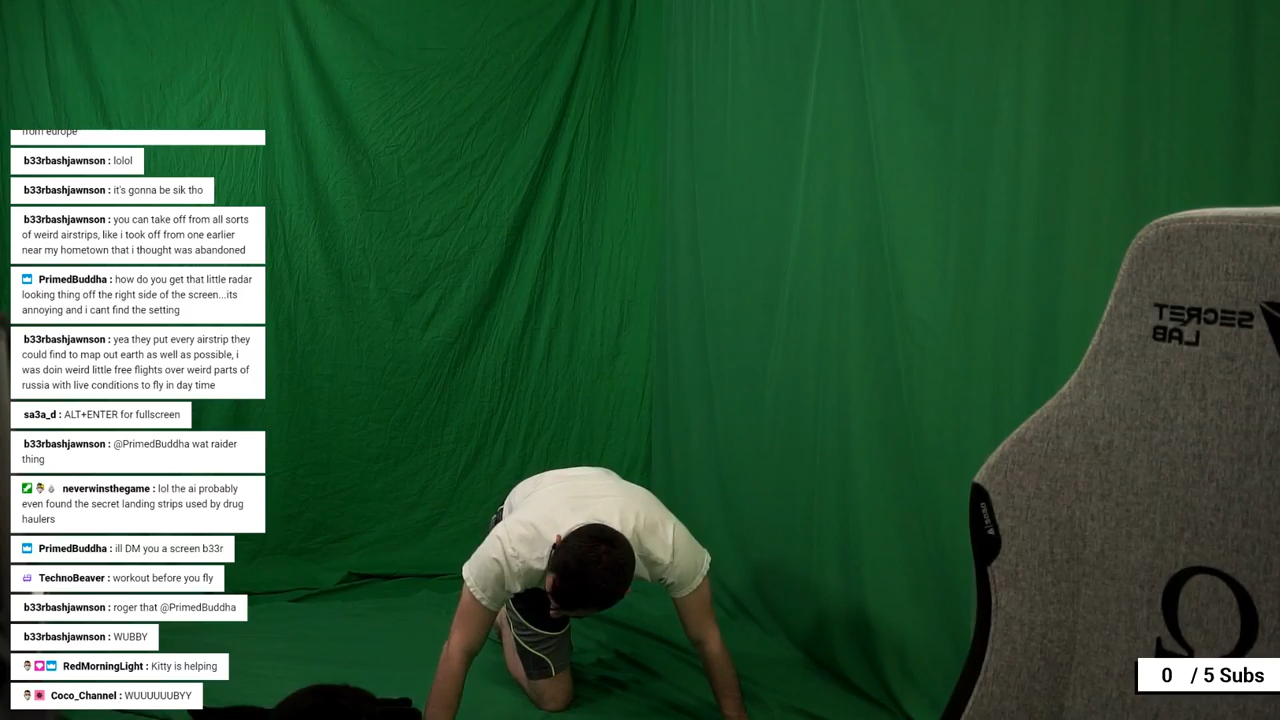 from europe
b33rbashjawnson : lolol
b33rbashjawnson : it's gonna be sik tho
b33rbashjawnson : you can take off from all sorts
of weird airstrips, like i took off from one earlier
near my hometown that i thought was abandoned
PrimedBuddha : how do you get that little radar
looking thing off the right side of the screen...its
annoying and i cant find the setting
b33rbashjawnson : yea they put every airstrip they
could find to map out earth as well as possible, i
was doin weird little free flights over weird parts of
russia with live conditions to fly in day time
sa3a_d : ALT+ENTER for fullscreen
b33rbashjawnson : @PrimedBuddha wat raider
thing
neverwinsthegame : lol the ai probably
even found the secret landing strips used by drug
haulers
PrimedBuddha : ill DM you a screen b33r
TechnoBeaver : workout before you fly
b33rbashjawnson : roger that @PrimedBuddha
b33rbashjawnson : WUBBY
RedMorningLight : Kitty is helping
Coco_Channel : WUUUUUUBYY
SECRET
LAB
Ω
0 / 5 Subs